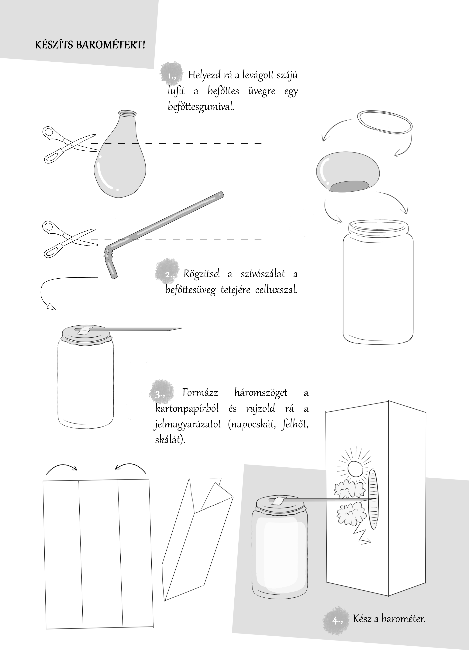 KÉSZÍTS BAROMÉTERT!
1., Helyezd rá a levágott szájú
lufit a befőttes üvegre egy
befőttesgumival.
2., Rögzítsd a szívószálat a
befőttesüveg tetejére celluxszal.
3., Formázz háromszöget a
kartonpapírból és rajzold rá a
jelmagyarázatot (napocskát, felhőt,
skálát).
4., Kész a barométer.